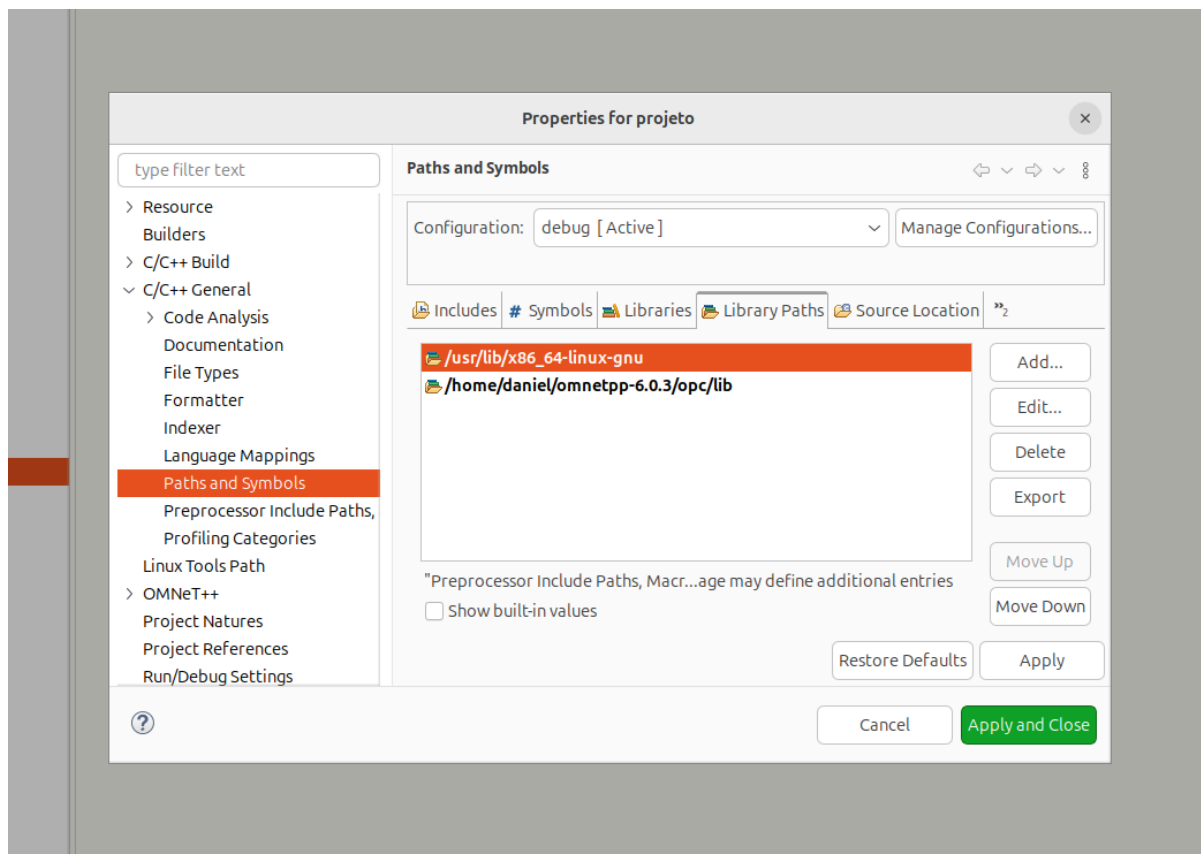 Properties for projeto
type filter text
Resource
Builders
C/C++ Build
C/C++ General
Code Analysis
Documentation
File Types
Formatter
Indexer
Language Mappings
Paths and Symbols
Preprocessor Include Paths,
Profiling Categories
Linux Tools Path
OMNeT++
Project Natures
Project References
Run/Debug Settings
Paths and Symbols
Configuration: debug [ Active ] Manage Configurations...
Includes # Symbols Libraries Library Paths Source Location »2
/usr/lib/x86_64-linux-gnu
/home/daniel/omnetpp-6.0.3/opc/lib
Add...
Edit...
Delete
Export
Move Up
Move Down
"Preprocessor Include Paths, Macr...age may define additional entries
Show built-in values
Restore Defaults Apply
? Cancel Apply and Close